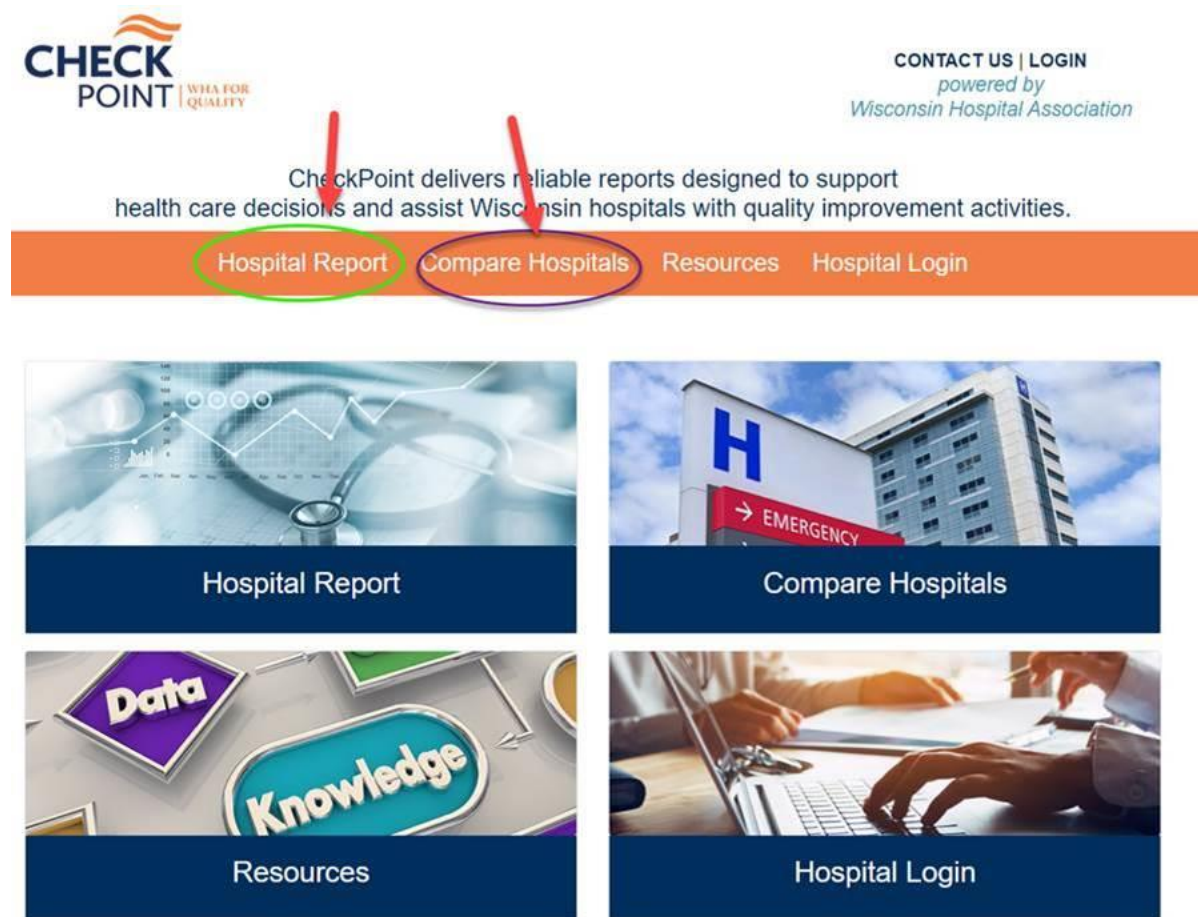 CHECK
POINT | WHA FOR
QUALITY
CONTACT US | LOGIN
powered by
Wisconsin Hospital Association
CheckPoint delivers reliable reports designed to support
health care decisions and assist Wisconsin hospitals with quality improvement activities.
Hospital Report Compare Hospitals Resources Hospital Login
H
→ EMERGENCY
Hospital Report
Compare Hospitals
Data
Knowledge
Resources
Hospital Login